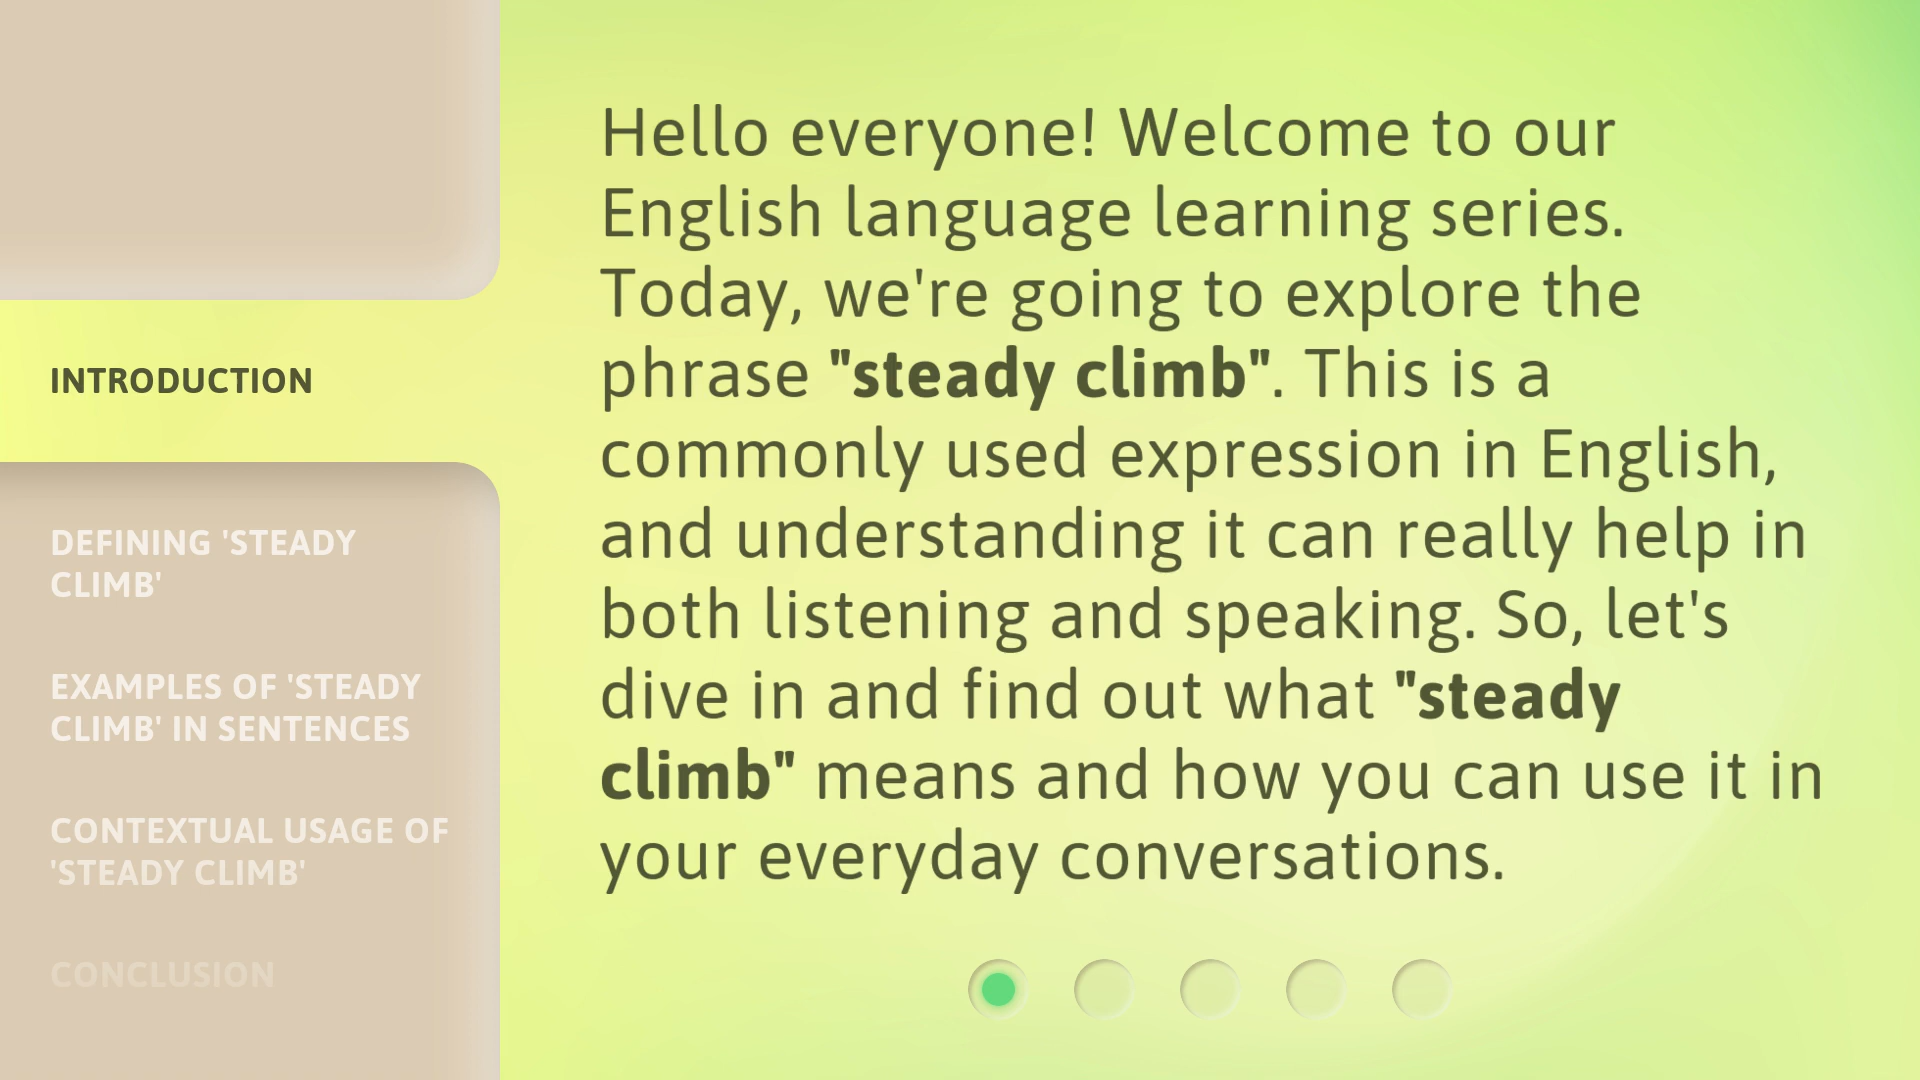 INTRODUCTION
DEFINING 'STEADY
CLIMB'
EXAMPLES OF 'STEADY
CLIMB' IN SENTENCES
CONTEXTUAL USAGE OF
'STEADY CLIMB'
CONCLUSION
Hello everyone! Welcome to our
English language learning series.
Today, we're going to explore the
phrase "steady climb". This is a
commonly used expression in English,
and understanding it can really help in
both listening and speaking. So, let's
dive in and find out what "steady
climb" means and how you can use it in
your everyday conversations.